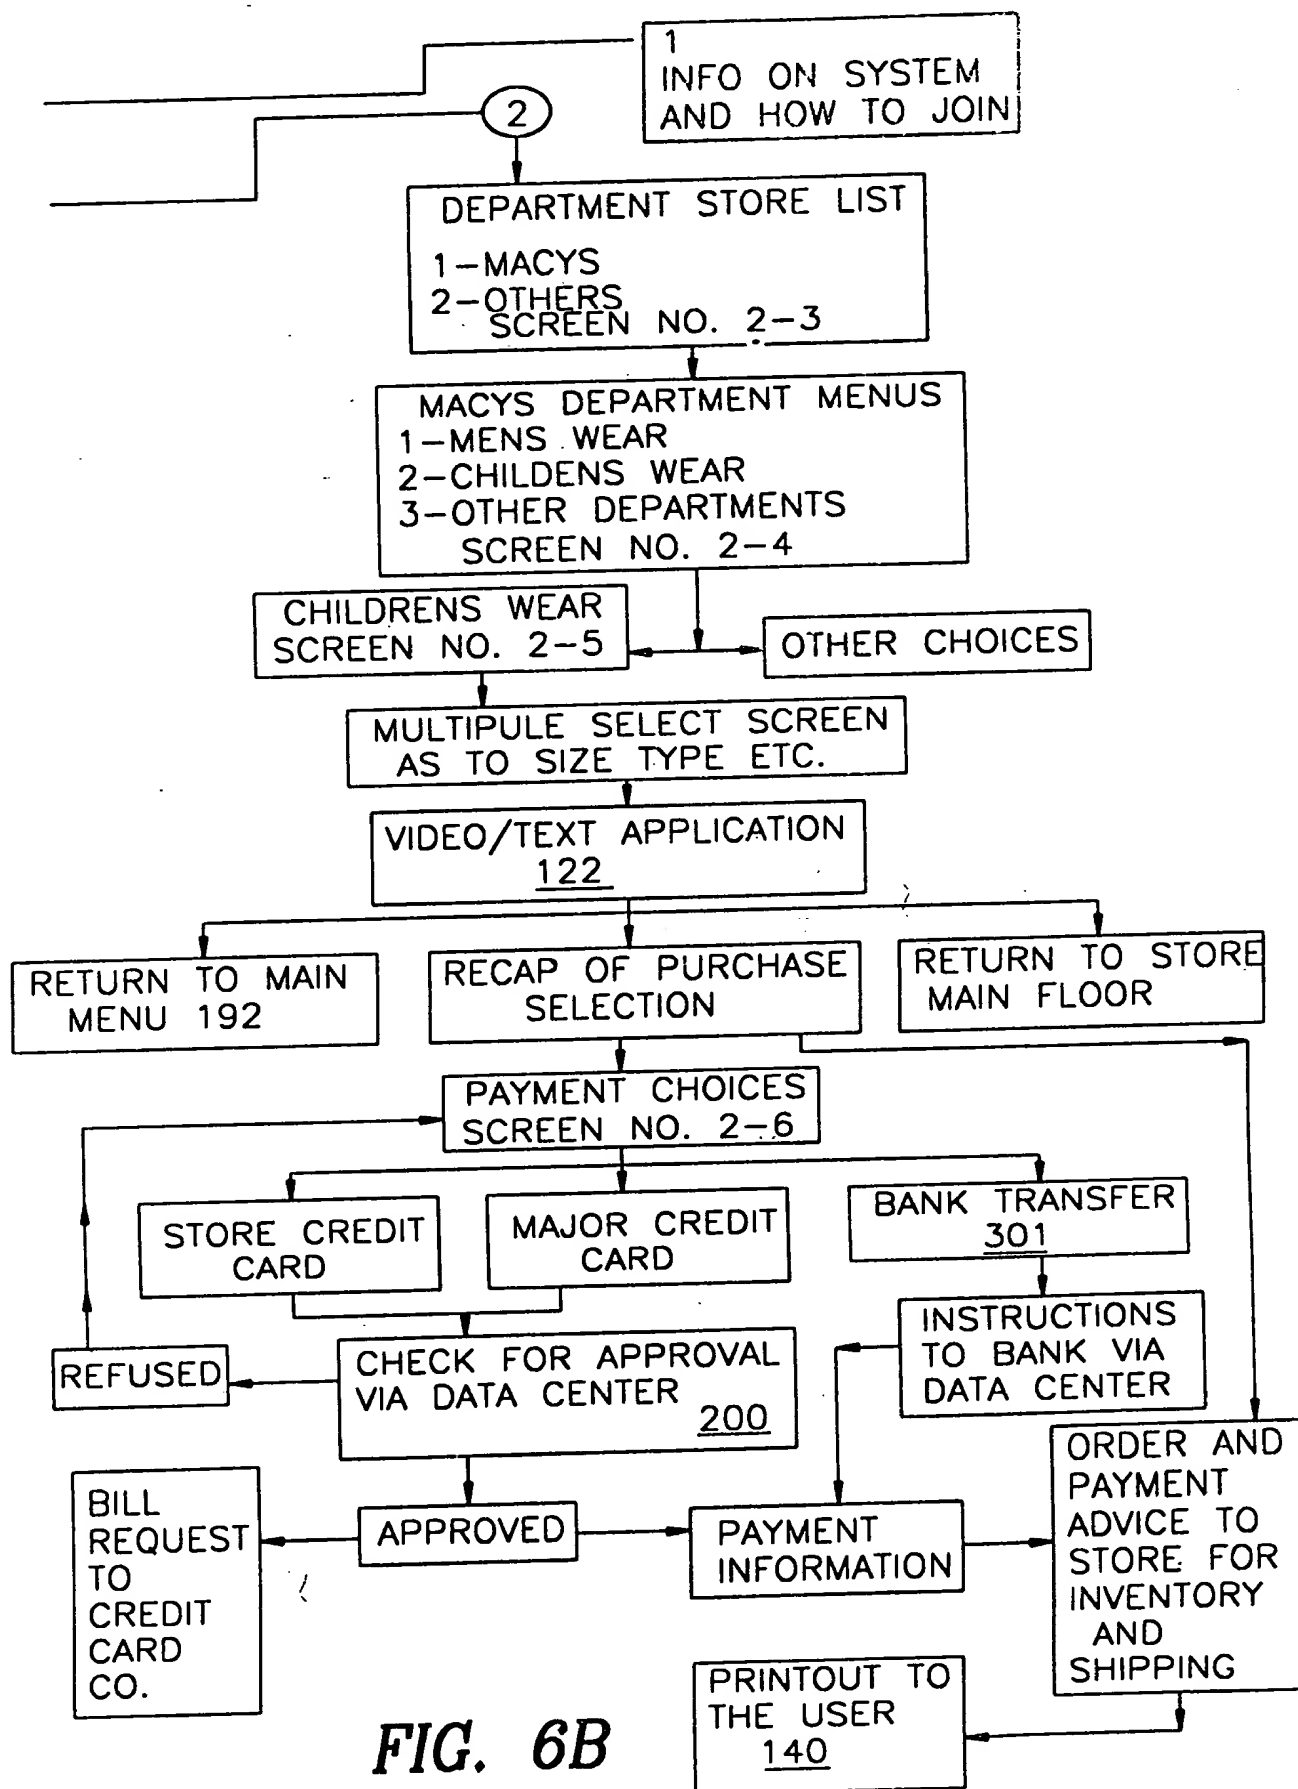 1
INFO ON SYSTEM
AND HOW TO JOIN
2
DEPARTMENT STORE LIST
1-MACYS
2-OTHERS
SCREEN NO. 2-3
MACYS DEPARTMENT MENUS
1-MENS WEAR
2-CHILDENS WEAR
3-OTHER DEPARTMENTS
SCREEN NO. 2-4
CHILDRENS WEAR
SCREEN NO. 2-5
OTHER CHOICES
MULTIPULE SELECT SCREEN
AS TO SIZE TYPE ETC.
VIDEO/TEXT APPLICATION
122
RETURN TO MAIN
MENU 192
RECAP OF PURCHASE
SELECTION
RETURN TO STORE
MAIN FLOOR
PAYMENT CHOICES
SCREEN NO. 2-6
STORE CREDIT
CARD
MAJOR CREDIT
CARD
BANK TRANSFER
301
INSTRUCTIONS
TO BANK VIA
DATA CENTER
REFUSED
CHECK FOR APPROVAL
VIA DATA CENTER
200
BILL
REQUEST
TO
CREDIT
CARD
CO.
APPROVED
PAYMENT
INFORMATION
ORDER AND
PAYMENT
ADVICE TO
STORE FOR
INVENTORY
AND
SHIPPING
PRINTOUT TO
THE USER
140
FIG. 6B